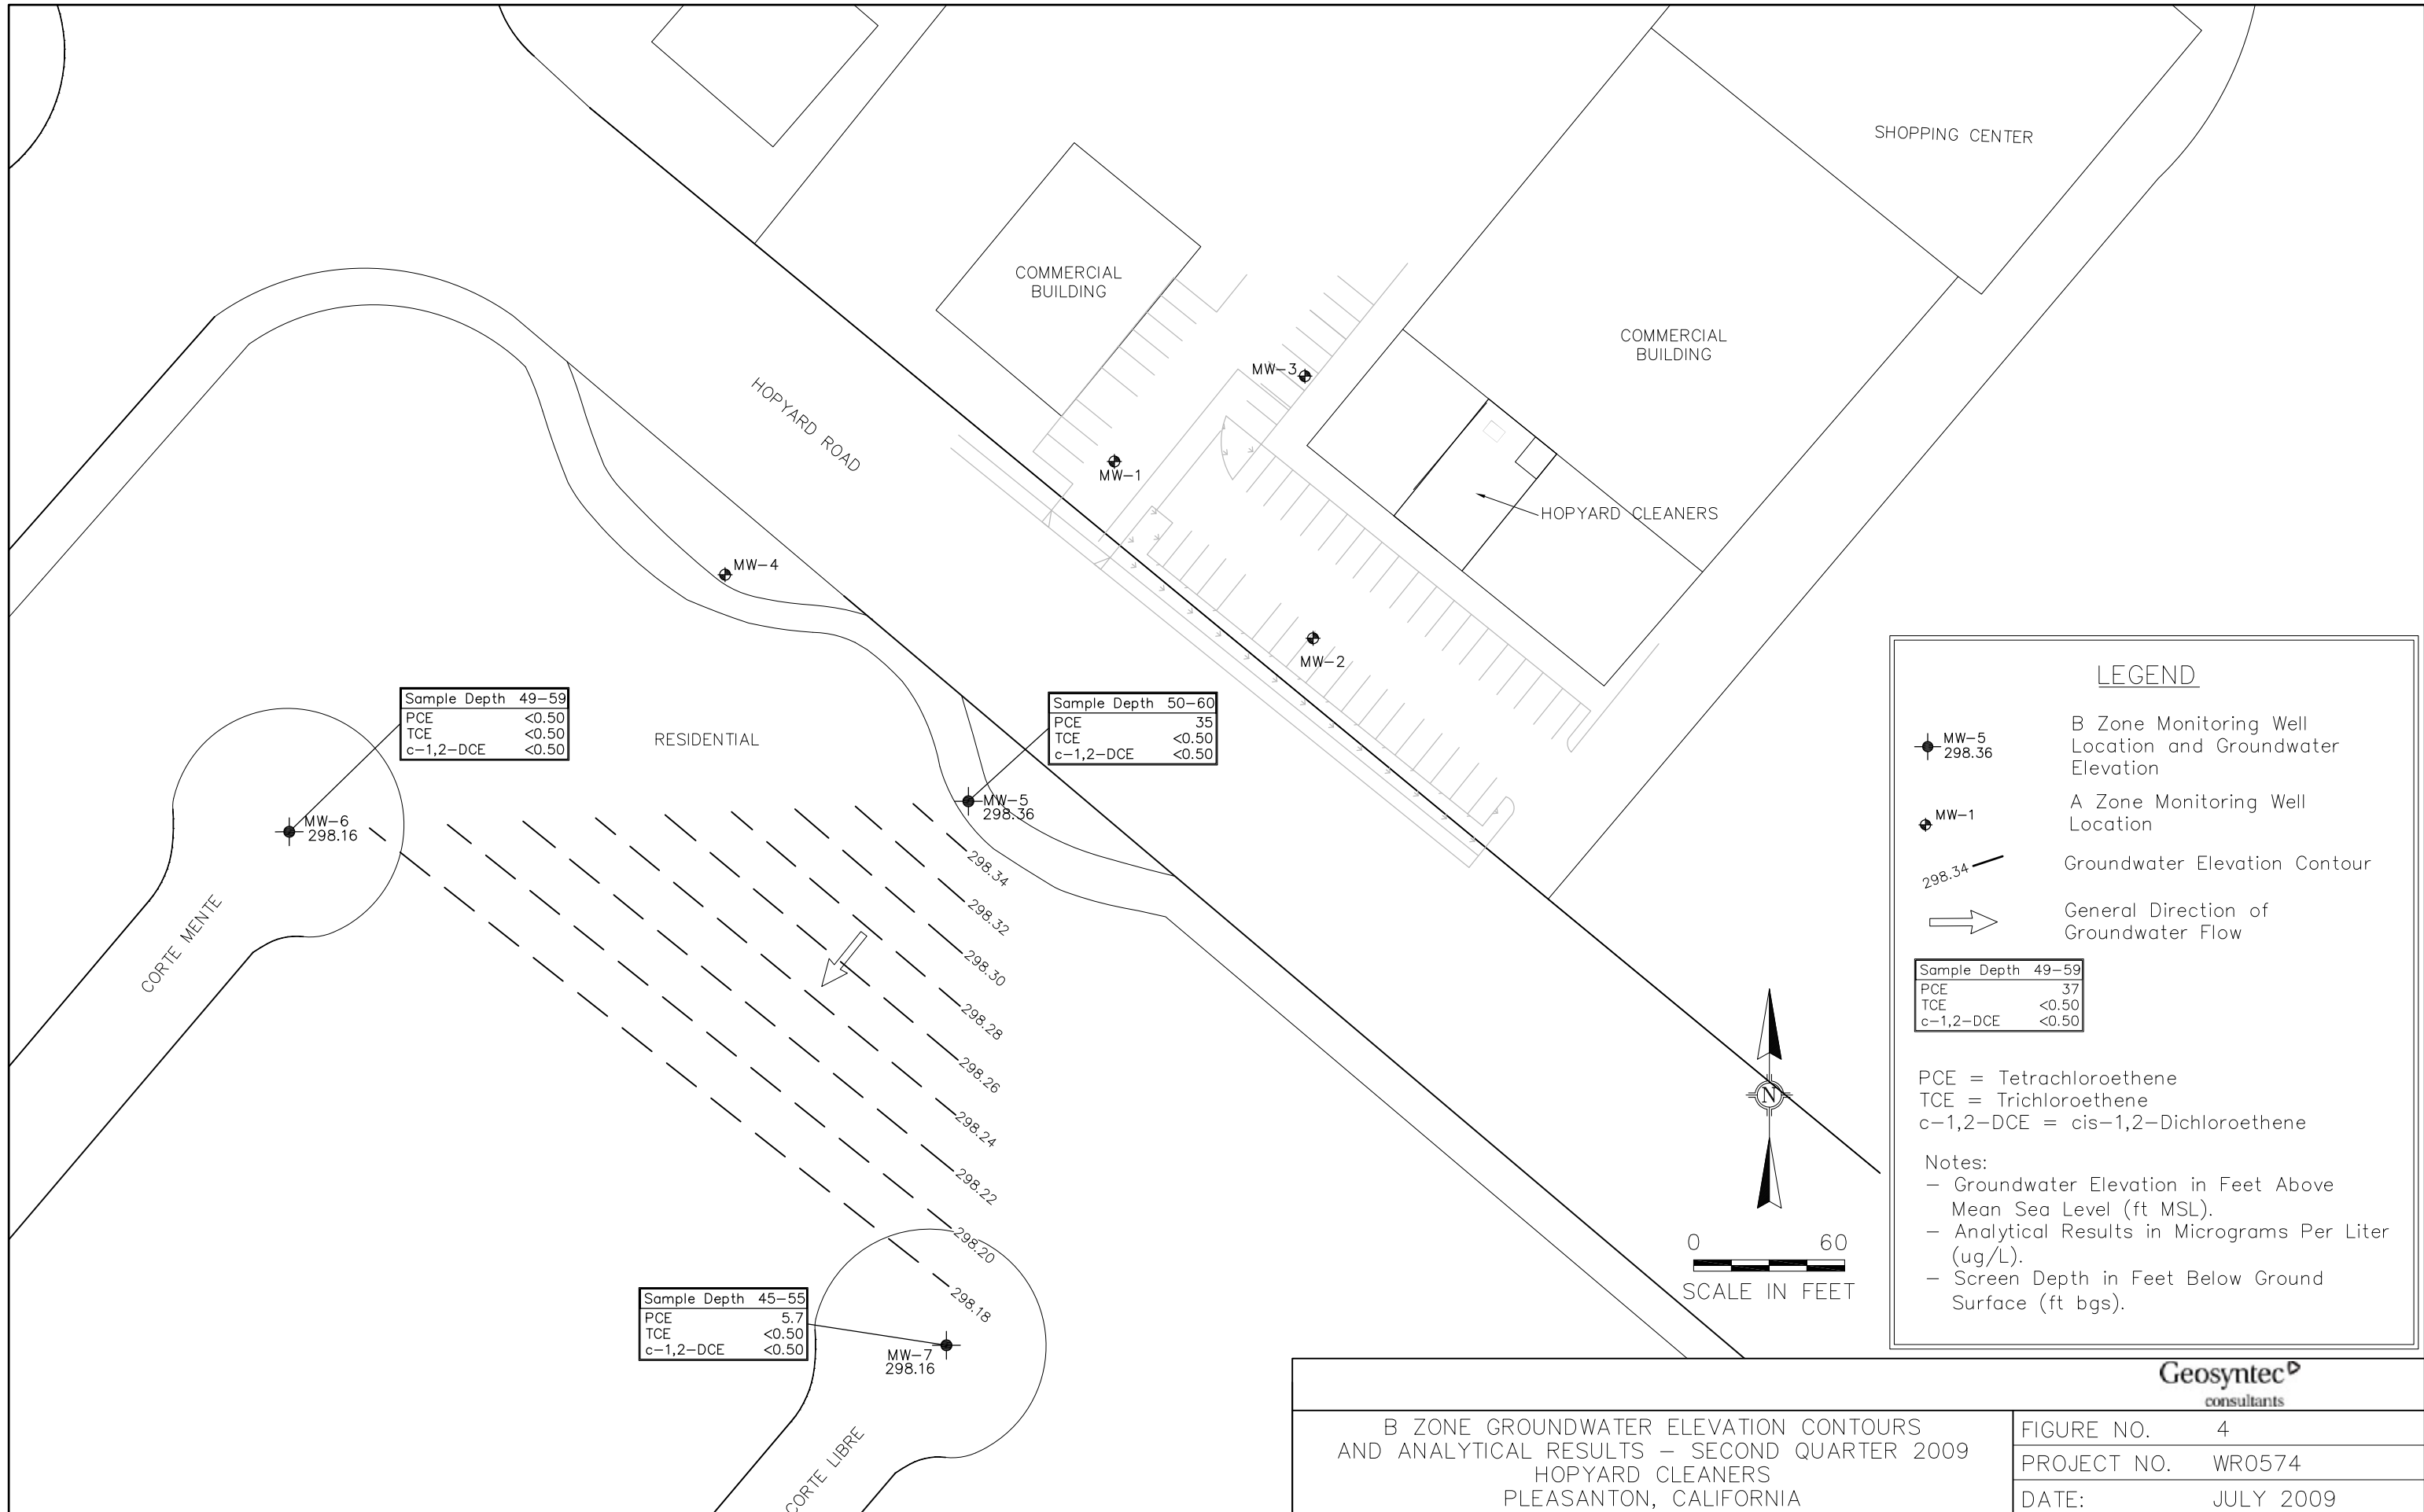 SHOPPING CENTER
COMMERCIAL
BUILDING
COMMERCIAL
BUILDING
MW-3
HOPYARD ROAD
MW-1
HOPYARD CLEANERS
MW-4
MW-2
Sample Depth 49-59
PCE <0.50
TCE <0.50
c-1,2-DCE <0.50
RESIDENTIAL
Sample Depth 50-60
PCE 35
TCE <0.50
c-1,2-DCE <0.50
MW-5
298.36
MW-6
298.16
298.34
298.32
298.30
298.28
298.26
298.24
298.22
298.20
298.18
CORTE MENTE
Sample Depth 45-55
PCE 5.7
TCE <0.50
c-1,2-DCE <0.50
MW-7
298.16
CORTE LIBRE
N
0 60
SCALE IN FEET
LEGEND
MW-5
298.36
B Zone Monitoring Well
Location and Groundwater
Elevation
MW-1
A Zone Monitoring Well
Location
298.34
Groundwater Elevation Contour
General Direction of
Groundwater Flow
Sample Depth 49-59
PCE 37
TCE <0.50
c-1,2-DCE <0.50
PCE = Tetrachloroethene
TCE = Trichloroethene
c-1,2-DCE = cis-1,2-Dichloroethene
Notes:
- Groundwater Elevation in Feet Above
Mean Sea Level (ft MSL).
- Analytical Results in Micrograms Per Liter
(ug/L).
- Screen Depth in Feet Below Ground
Surface (ft bgs).
Geosyntec
consultants
B ZONE GROUNDWATER ELEVATION CONTOURS
AND ANALYTICAL RESULTS - SECOND QUARTER 2009
HOPYARD CLEANERS
PLEASANTON, CALIFORNIA
FIGURE NO. 4
PROJECT NO. WR0574
DATE: JULY 2009